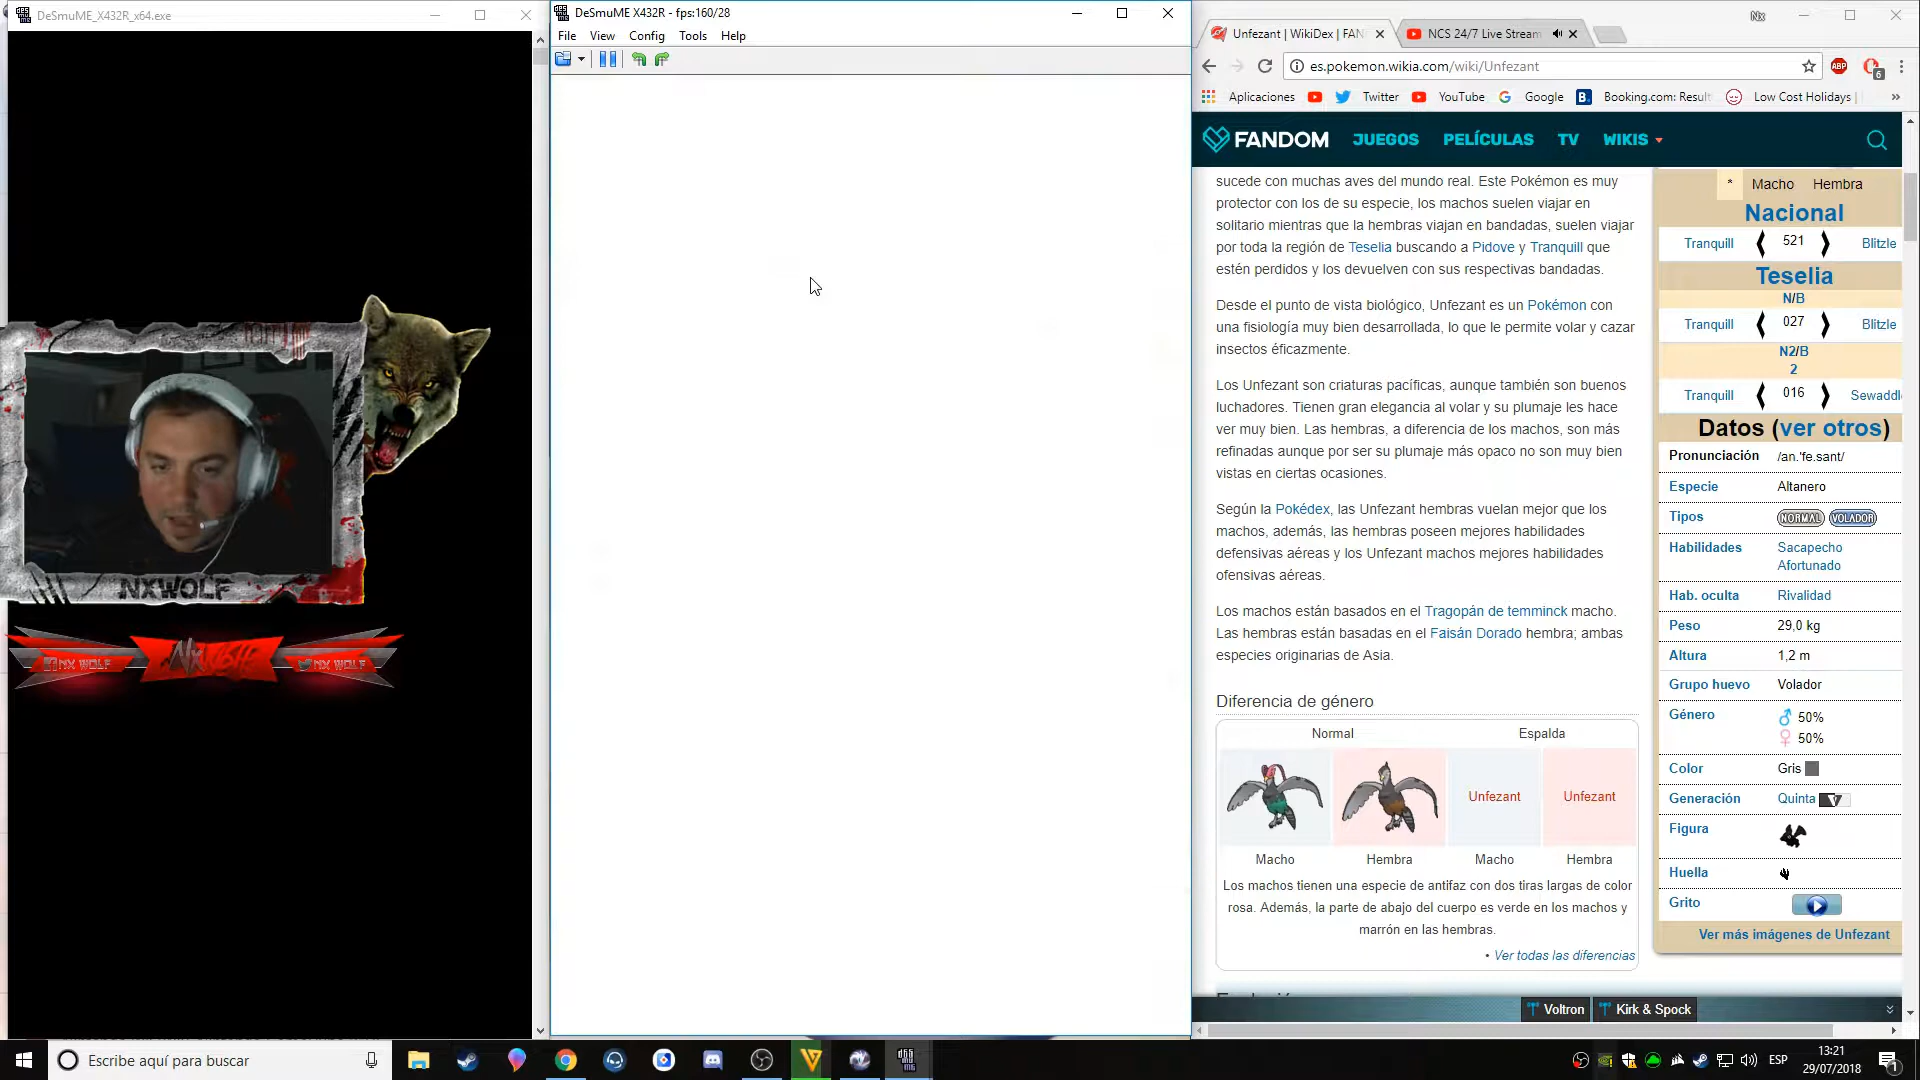 DeSmuME_X432R_x64.exe
NXWOLF
NX WOLF
NX WOLF
DeSmuME X432R - fps:160/28
File View Config Tools Help
Unfezant | WikiDex | FAN
NCS 24/7 Live Stream
Nx
es.pokemon.wikia.com/wiki/Unfezant
ABP
6
Aplicaciones
Twitter
YouTube
Google
B.
Booking.com: Result
Low Cost Holidays |
»
FANDOM JUEGOS PELÍCULAS TV WIKIS
sucede con muchas aves del mundo real. Este Pokémon es muy
protector con los de su especie, los machos suelen viajar en
solitario mientras que la hembras viajan en bandadas, suelen viajar
por toda la región de Teselia buscando a Pidove y Tranquill que
estén perdidos y los devuelven con sus respectivas bandadas.
Desde el punto de vista biológico, Unfezant es un Pokémon con
una fisiología muy bien desarrollada, lo que le permite volar y cazar
insectos éficazmente.
Los Unfezant son criaturas pacíficas, aunque también son buenos
luchadores. Tienen gran elegancia al volar y su plumaje les hace
ver muy bien. Las hembras, a diferencia de los machos, son más
refinadas aunque por ser su plumaje más opaco no son muy bien
vistas en ciertas ocasiones.
Según la Pokédex, las Unfezant hembras vuelan mejor que los
machos, además, las hembras poseen mejores habilidades
defensivas aéreas y los Unfezant machos mejores habilidades
ofensivas aéreas.
Los machos están basados en el Tragopán de temminck macho.
Las hembras están basadas en el Faisán Dorado hembra; ambas
especies originarias de Asia.
Diferencia de género
Normal Espalda
Unfezant Unfezant
Macho Hembra Macho Hembra
Los machos tienen una especie de antifaz con dos tiras largas de color
rosa. Además, la parte de abajo del cuerpo es verde en los machos y
marrón en las hembras.
• Ver todas las diferencias
* Macho Hembra
Nacional
Tranquill 521 Blitzle
Teselia
N/B
Tranquill 027 Blitzle
N2/B
2
Tranquill 016 Sewaddl
Datos (ver otros)
Pronunciación /an.'fe.sant/
Especie Altanero
Tipos NORMAL VOLADOR
Habilidades Sacapecho
Afortunado
Hab. oculta Rivalidad
Peso 29,0 kg
Altura 1,2 m
Grupo huevo Volador
Género ♂ 50%
♀ 50%
Color Gris
Generación Quinta V
Figura
Huella
Grito
Ver más imágenes de Unfezant
Voltron Kirk & Spock
Escribe aquí para buscar
ESP
13:21
29/07/2018
1